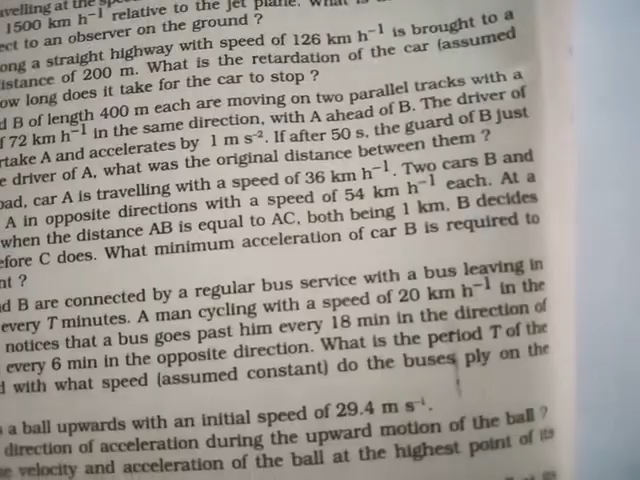 avelling at the sp
1500 km h⁻¹ relative to the jet plane. What is
ect to an observer on the ground ?
ong a straight highway with speed of 126 km h⁻¹ is brought to a
istance of 200 m. What is the retardation of the car (assumed
ow long does it take for the car to stop ?
d B of length 400 m each are moving on two parallel tracks with a
f 72 km h⁻¹ in the same direction, with A ahead of B. The driver of
rtake A and accelerates by 1 m s⁻². If after 50 s, the guard of B just
e driver of A, what was the original distance between them ?
oad, car A is travelling with a speed of 36 km h⁻¹. Two cars B and
A in opposite directions with a speed of 54 km h⁻¹ each. At a
when the distance AB is equal to AC, both being 1 km, B decides
efore C does. What minimum acceleration of car B is required to
nt ?
d B are connected by a regular bus service with a bus leaving in
every T minutes. A man cycling with a speed of 20 km h⁻¹ in the
notices that a bus goes past him every 18 min in the direction of
every 6 min in the opposite direction. What is the period T of the
d with what speed (assumed constant) do the buses ply on the
a ball upwards with an initial speed of 29.4 m s⁻¹.
direction of acceleration during the upward motion of the ball ?
e velocity and acceleration of the ball at the highest point of its